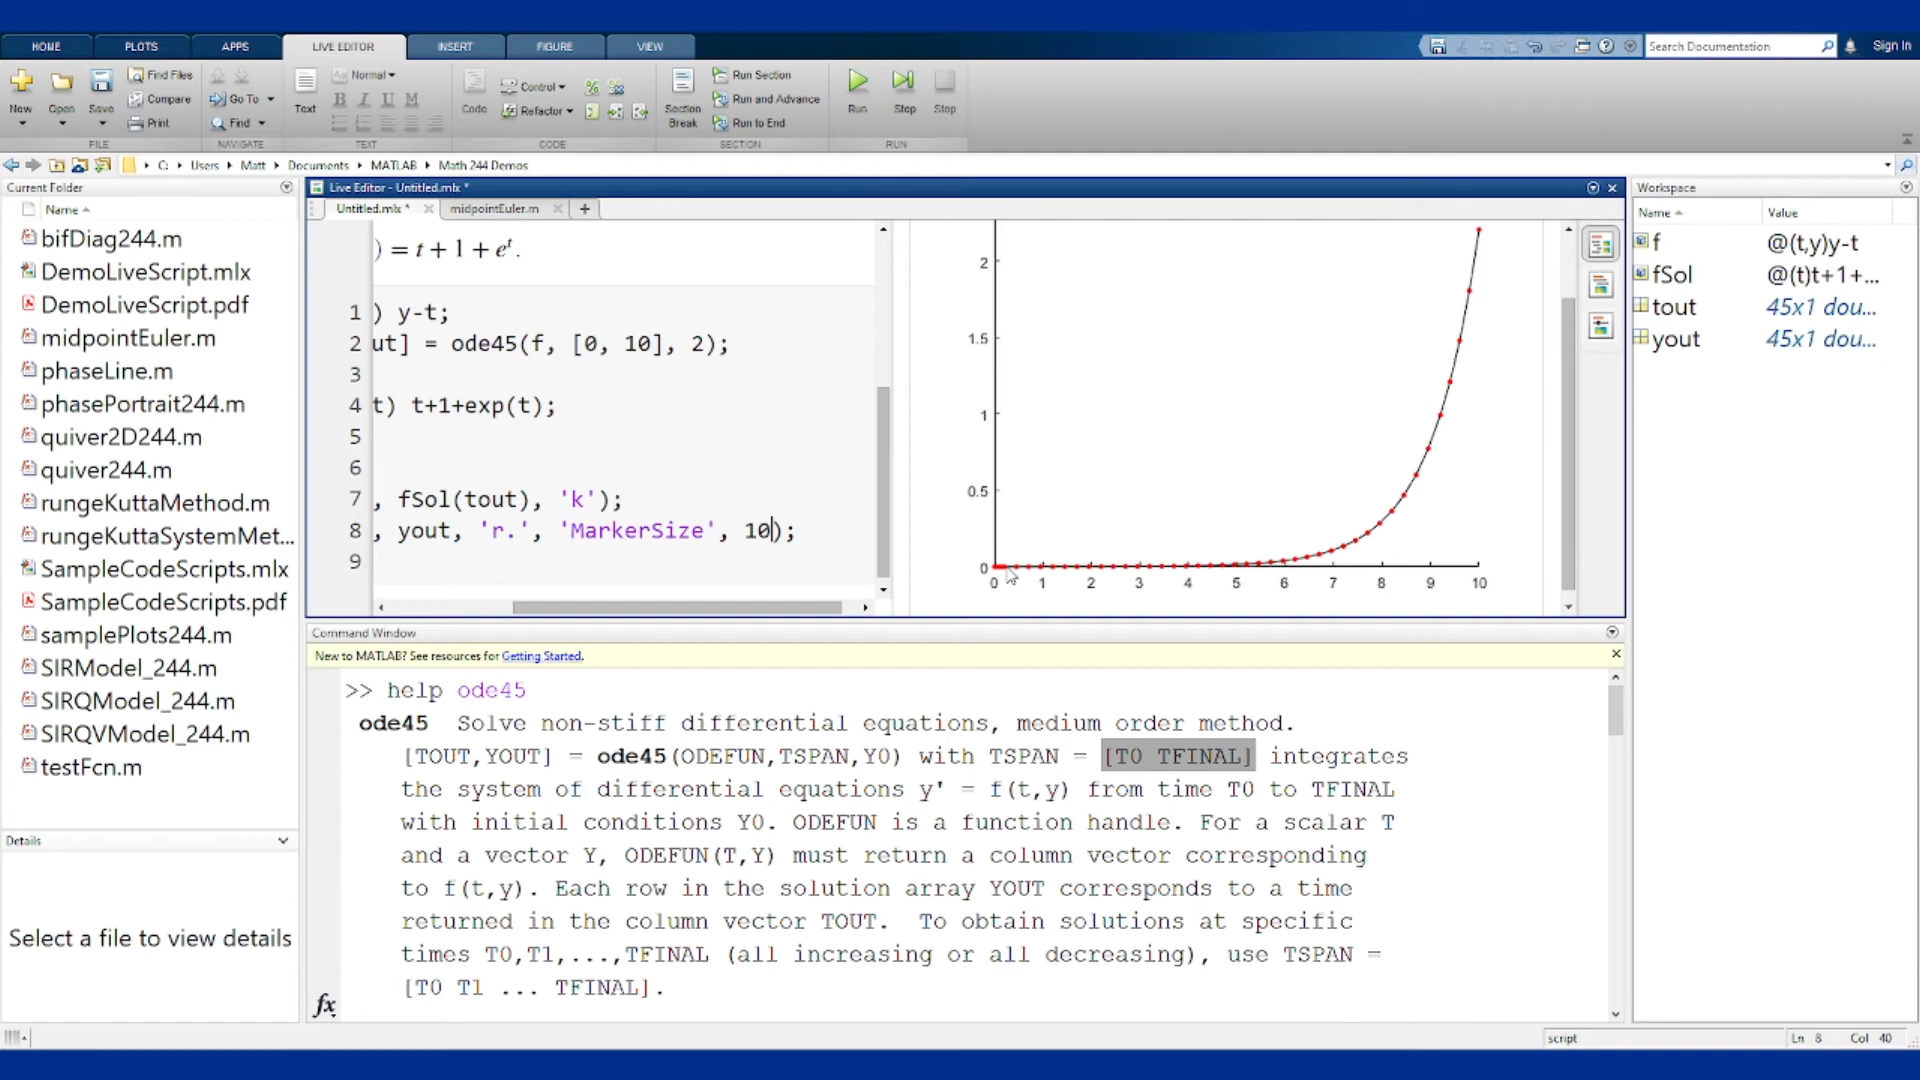 HOME PLOTS APPS LIVE EDITOR INSERT FIGURE VIEW Search Documentation Sign In
New Open Save Find Files Compare Print Go To Find Text Normal B I U M Code Control Refactor Section Break Run Section Run and Advance Run to End Run Step Stop
FILE NAVIGATE TEXT CODE SECTION RUN
C: Users Matt Documents MATLAB Math 244 Demos
Current Folder
Name
bifDiag244.m
DemoLiveScript.mlx
DemoLiveScript.pdf
midpointEuler.m
phaseLine.m
phasePortrait244.m
quiver2D244.m
quiver244.m
rungeKuttaMethod.m
rungeKuttaSystemMet...
SampleCodeScripts.mlx
SampleCodeScripts.pdf
samplePlots244.m
SIRModel_244.m
SIRQModel_244.m
SIRQVModel_244.m
testFcn.m
Details
Select a file to view details
Live Editor - Untitled.mlx *
Untitled.mlx * midpointEuler.m +
) = t + 1 + e^t.
1 ) y-t;
2 ut] = ode45(f, [0, 10], 2);
3
4 t) t+1+exp(t);
5
6
7 , fSol(tout), 'k');
8 , yout, 'r.', 'MarkerSize', 10);
9
2
1.5
1
0.5
0
0 1 2 3 4 5 6 7 8 9 10
Workspace
Name Value
f @(t,y)y-t
fSol @(t)t+1+...
tout 45x1 dou...
yout 45x1 dou...
Command Window
New to MATLAB? See resources for Getting Started.
>> help ode45
ode45 Solve non-stiff differential equations, medium order method.
[TOUT,YOUT] = ode45(ODEFUN,TSPAN,Y0) with TSPAN = [T0 TFINAL] integrates
the system of differential equations y' = f(t,y) from time T0 to TFINAL
with initial conditions Y0. ODEFUN is a function handle. For a scalar T
and a vector Y, ODEFUN(T,Y) must return a column vector corresponding
to f(t,y). Each row in the solution array YOUT corresponds to a time
returned in the column vector TOUT. To obtain solutions at specific
times T0,T1,...,TFINAL (all increasing or all decreasing), use TSPAN =
[T0 T1 ... TFINAL].
fx
script Ln 8 Col 40